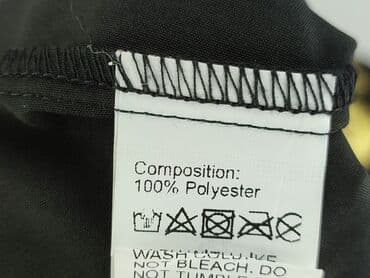 Composition:
100% Polyester
WASH
NOT BLEACH. DO
NOT TUMBLE